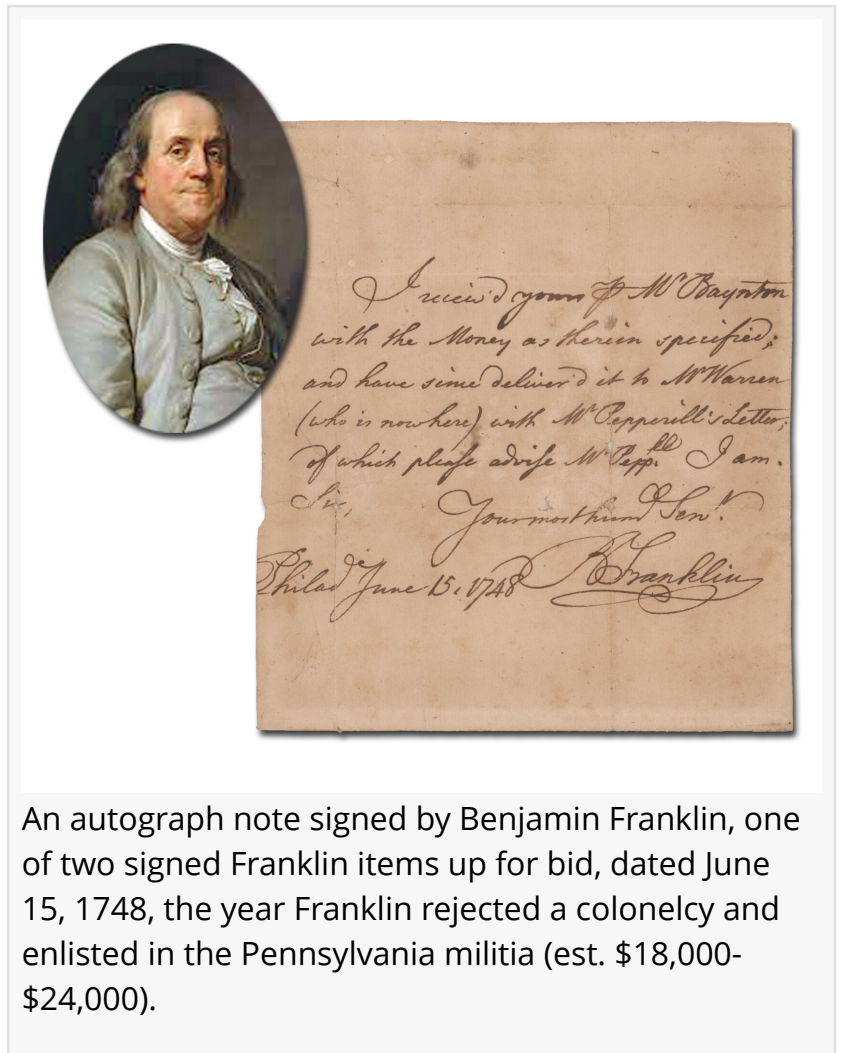 I receiv'd yours ⅌ Mr Baynton
with the Money as therein specified;
and have since deliver'd it to Mr Warren
(who is now here) with Mr Pepperill's Letter;
of which please advise Mr Pepp.ell I am.
Sir,
Your most hum Serv.t
Philad.a June 15. 1748 B Franklin
An autograph note signed by Benjamin Franklin, one
of two signed Franklin items up for bid, dated June
15, 1748, the year Franklin rejected a colonelcy and
enlisted in the Pennsylvania militia (est. $18,000-
$24,000).